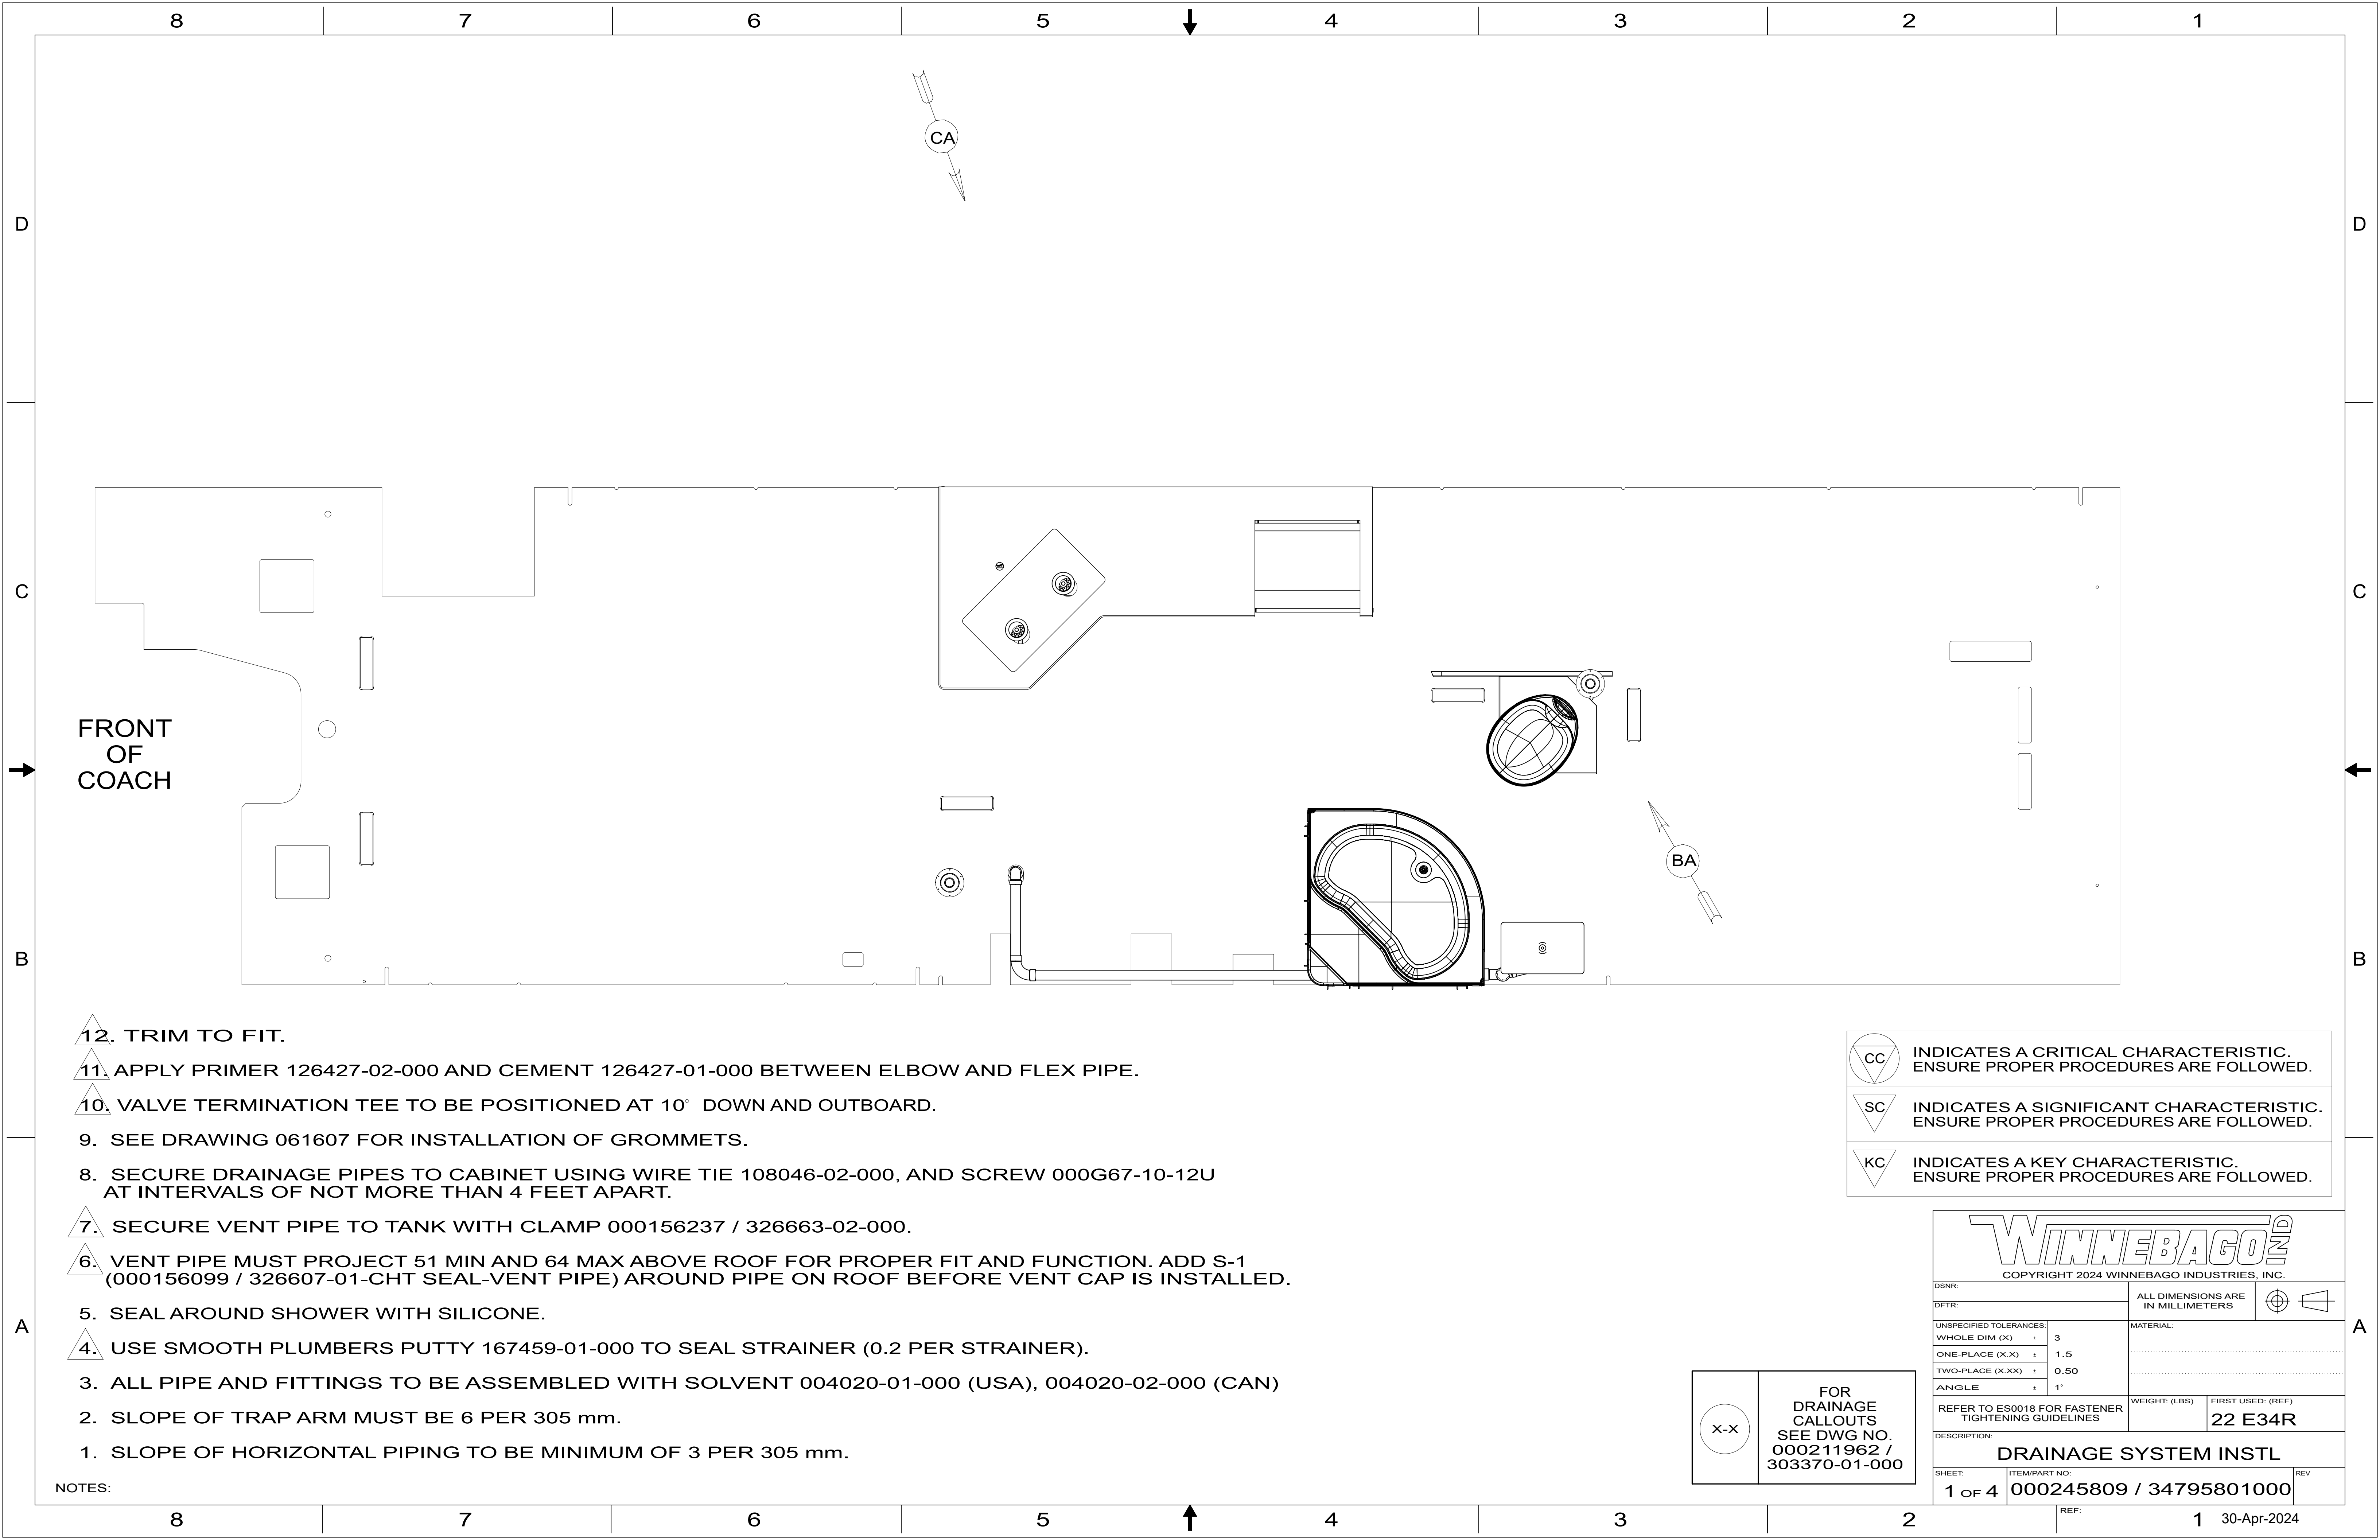 8 7 6 5 4 3 2 1
CA
D D
C C
FRONT
OF
COACH
BA
B B
12. TRIM TO FIT.
11. APPLY PRIMER 126427-02-000 AND CEMENT 126427-01-000 BETWEEN ELBOW AND FLEX PIPE.
10. VALVE TERMINATION TEE TO BE POSITIONED AT 10° DOWN AND OUTBOARD.
9. SEE DRAWING 061607 FOR INSTALLATION OF GROMMETS.
8. SECURE DRAINAGE PIPES TO CABINET USING WIRE TIE 108046-02-000, AND SCREW 000G67-10-12U
AT INTERVALS OF NOT MORE THAN 4 FEET APART.
7. SECURE VENT PIPE TO TANK WITH CLAMP 000156237 / 326663-02-000.
6. VENT PIPE MUST PROJECT 51 MIN AND 64 MAX ABOVE ROOF FOR PROPER FIT AND FUNCTION. ADD S-1
(000156099 / 326607-01-CHT SEAL-VENT PIPE) AROUND PIPE ON ROOF BEFORE VENT CAP IS INSTALLED.
5. SEAL AROUND SHOWER WITH SILICONE.
4. USE SMOOTH PLUMBERS PUTTY 167459-01-000 TO SEAL STRAINER (0.2 PER STRAINER).
3. ALL PIPE AND FITTINGS TO BE ASSEMBLED WITH SOLVENT 004020-01-000 (USA), 004020-02-000 (CAN)
2. SLOPE OF TRAP ARM MUST BE 6 PER 305 mm.
1. SLOPE OF HORIZONTAL PIPING TO BE MINIMUM OF 3 PER 305 mm.
NOTES:
CC INDICATES A CRITICAL CHARACTERISTIC.
ENSURE PROPER PROCEDURES ARE FOLLOWED.
SC INDICATES A SIGNIFICANT CHARACTERISTIC.
ENSURE PROPER PROCEDURES ARE FOLLOWED.
KC INDICATES A KEY CHARACTERISTIC.
ENSURE PROPER PROCEDURES ARE FOLLOWED.
A A
X-X
FOR
DRAINAGE
CALLOUTS
SEE DWG NO.
000211962 /
303370-01-000
WINNEBAGO IND
COPYRIGHT 2024 WINNEBAGO INDUSTRIES, INC.
DSNR:
DFTR:
ALL DIMENSIONS ARE
IN MILLIMETERS
UNSPECIFIED TOLERANCES:
WHOLE DIM (X) ± 3
ONE-PLACE (X.X) ± 1.5
TWO-PLACE (X.XX) ± 0.50
ANGLE ± 1°
MATERIAL:
REFER TO ES0018 FOR FASTENER
TIGHTENING GUIDELINES
WEIGHT: (LBS)
FIRST USED: (REF)
22 E34R
DESCRIPTION:
DRAINAGE SYSTEM INSTL
SHEET:
1 OF 4
ITEM/PART NO:
000245809 / 34795801000
REV
8 7 6 5 4 3 2 1
REF:
30-Apr-2024